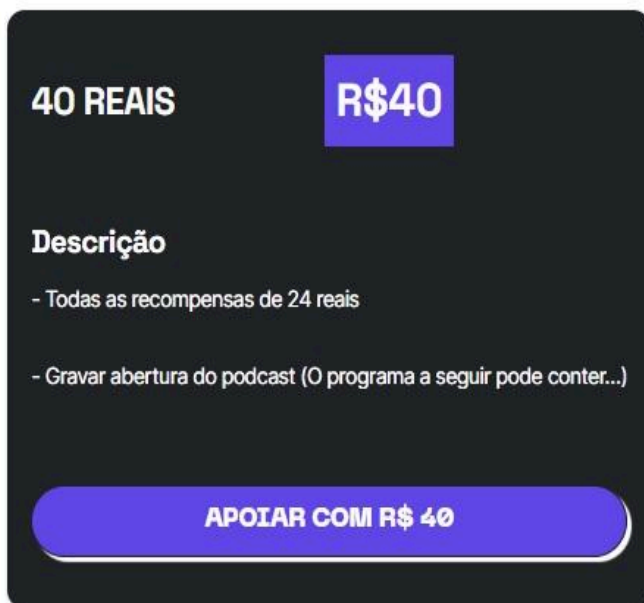 40 REAIS
R$40
Descrição
- Todas as recompensas de 24 reais
- Gravar abertura do podcast (O programa a seguir pode conter...)
APOIAR COM R$ 40